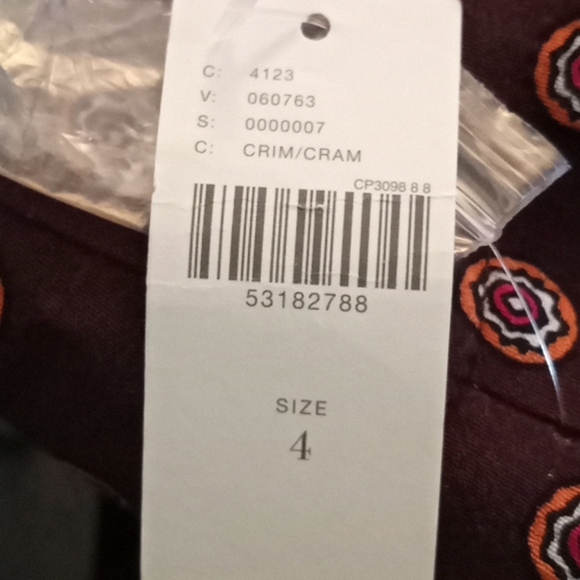 C: 4123
V: 060763
S: 0000007
C: CRIM/CRAM
CP3098 8 8
53182788
SIZE
4